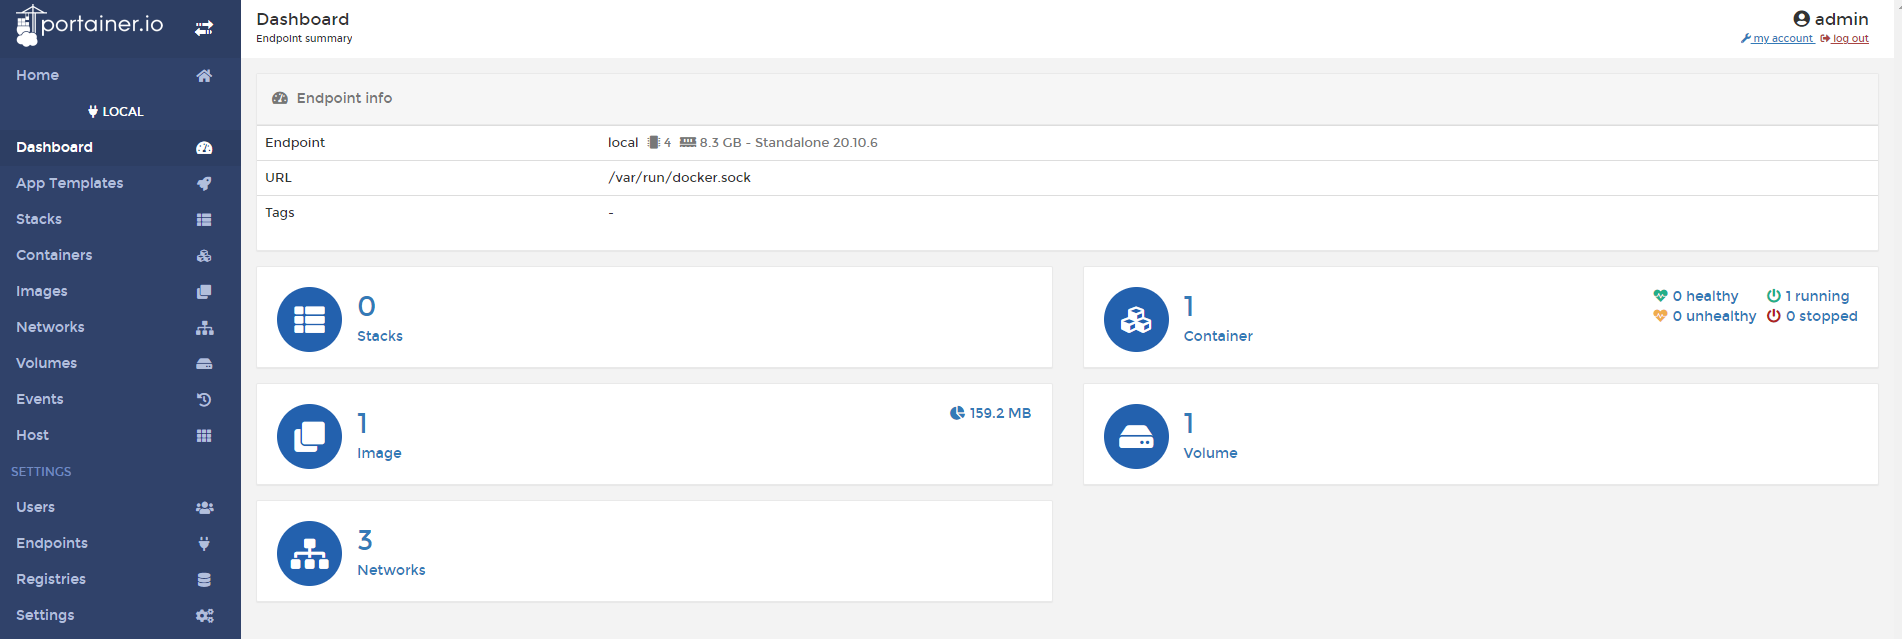 portainer.io
Home
LOCAL
Dashboard
App Templates
Stacks
Containers
Images
Networks
Volumes
Events
Host
SETTINGS
Users
Endpoints
Registries
Settings
Dashboard
Endpoint summary
admin
my account log out
Endpoint info
Endpoint local 4 8.3 GB - Standalone 20.10.6
URL /var/run/docker.sock
Tags -
0
Stacks
1
Container
0 healthy 1 running
0 unhealthy 0 stopped
1
Image
159.2 MB
1
Volume
3
Networks